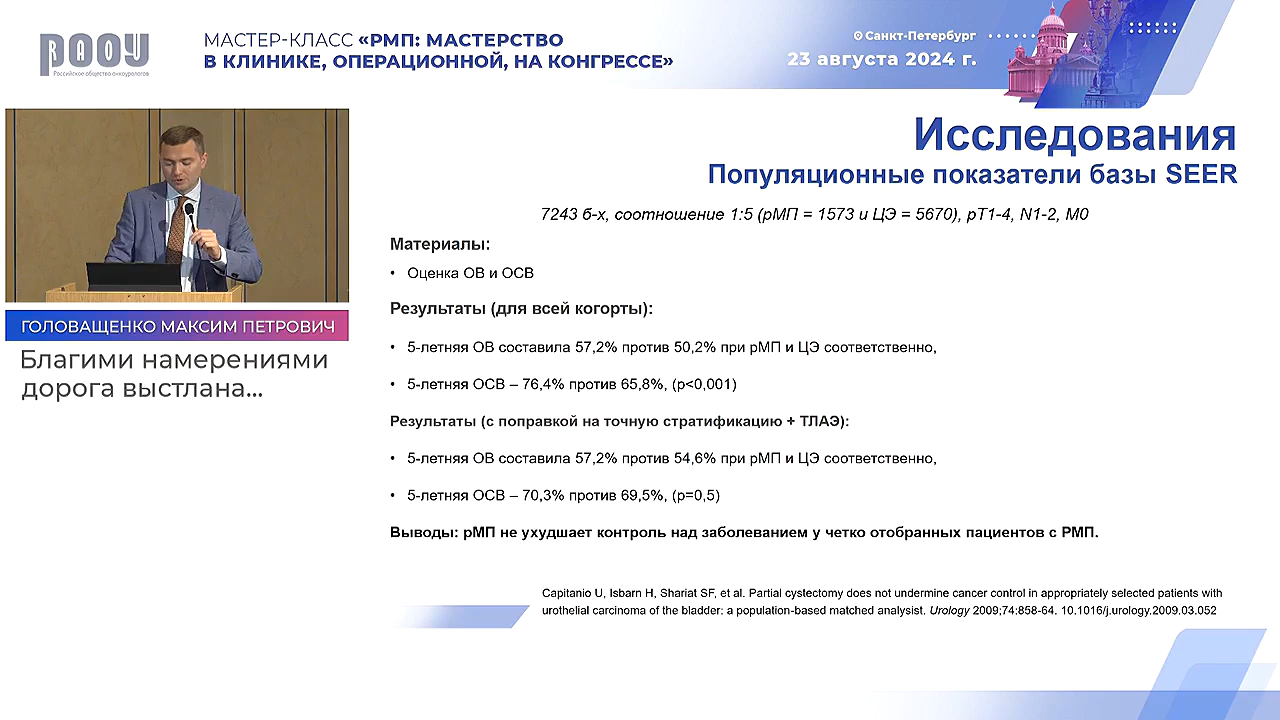 РАОУ
Российское общество онкоурологов
МАСТЕР-КЛАСС «РМП: МАСТЕРСТВО
В КЛИНИКЕ, ОПЕРАЦИОННОЙ, НА КОНГРЕССЕ»
Санкт-Петербург
23 августа 2024 г.
ГОЛОВАЩЕНКО МАКСИМ ПЕТРОВИЧ
Благими намерениями
дорога выстлана...
Исследования
Популяционные показатели базы SEER
7243 б-х, соотношение 1:5 (рМП = 1573 и ЦЭ = 5670), pT1-4, N1-2, M0
Материалы:
• Оценка ОВ и ОСВ
Результаты (для всей когорты):
• 5-летняя ОВ составила 57,2% против 50,2% при рМП и ЦЭ соответственно,
• 5-летняя ОСВ – 76,4% против 65,8%, (p<0,001)
Результаты (с поправкой на точную стратификацию + ТЛАЭ):
• 5-летняя ОВ составила 57,2% против 54,6% при рМП и ЦЭ соответственно,
• 5-летняя ОСВ – 70,3% против 69,5%, (p=0,5)
Выводы: рМП не ухудшает контроль над заболеванием у четко отобранных пациентов с РМП.
Capitanio U, Isbarn H, Shariat SF, et al. Partial cystectomy does not undermine cancer control in appropriately selected patients with
urothelial carcinoma of the bladder: a population-based matched analysist. Urology 2009;74:858-64. 10.1016/j.urology.2009.03.052